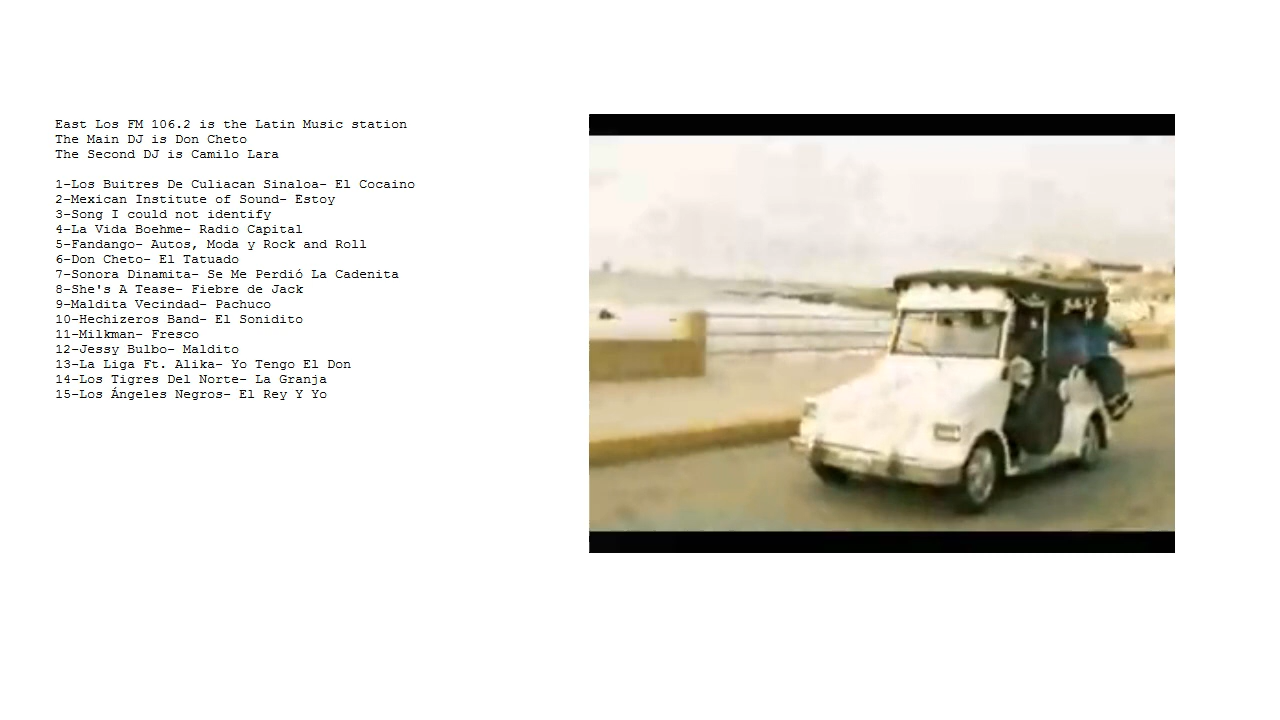 East Los FM 106.2 is the Latin Music station
The Main DJ is Don Cheto
The Second DJ is Camilo Lara
1-Los Buitres De Culiacan Sinaloa- El Cocaino
2-Mexican Institute of Sound- Estoy
3-Song I could not identify
4-La Vida Boehme- Radio Capital
5-Fandango- Autos, Moda y Rock and Roll
6-Don Cheto- El Tatuado
7-Sonora Dinamita- Se Me Perdió La Cadenita
8-She's A Tease- Fiebre de Jack
9-Maldita Vecindad- Pachuco
10-Hechizeros Band- El Sonidito
11-Milkman- Fresco
12-Jessy Bulbo- Maldito
13-La Liga Ft. Alika- Yo Tengo El Don
14-Los Tigres Del Norte- La Granja
15-Los Ángeles Negros- El Rey Y Yo